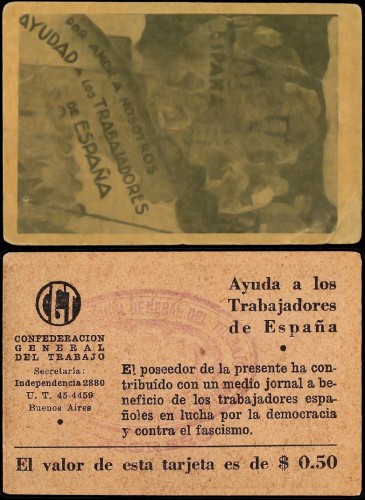 POR AMOR A NOSOTROS
AYUDAD A LOS TRABAJADORES
DE ESPAÑA
CGT
CONFEDERACION
GENERAL
DEL TRABAJO
Secretaría:
Independencia 2880
U. T. 45-4459
Buenos Aires
Ayuda a los
Trabajadores
de España
El poseedor de la presente ha con-
tribuído con un medio jornal a be-
neficio de los trabajadores espa-
ñoles en lucha por la democracia
y contra el fascismo.
El valor de esta tarjeta es de $ 0.50